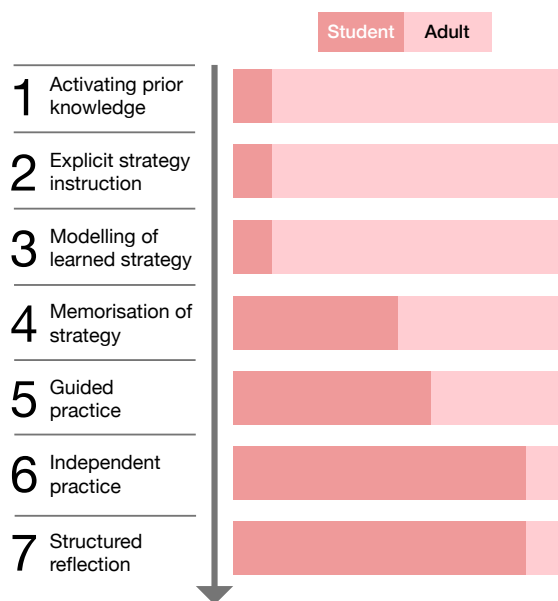 Student Adult
1 Activating prior
knowledge
2 Explicit strategy
instruction
3 Modelling of
learned strategy
4 Memorisation of
strategy
5 Guided
practice
6 Independent
practice
7 Structured
reflection